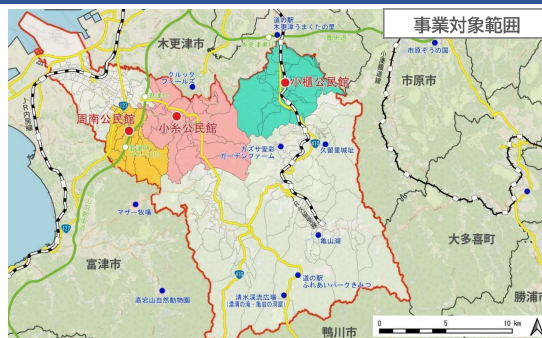 事業対象範囲
道の駅
木更津うまくたの里
木更津市
市原ぞうの国
市原市
クルック
フィールズ
小櫃公民館
小糸公民館
周南公民館
JR内房線
久留里城址
カズサ愛彩
ガーデンファーム
マザー牧場
亀山湖
大多喜町
富津市
道の駅
ふれあいパークきみつ
高宕山自然動物園
清水渓流広場
(濃溝の滝・亀岩の洞窟)
勝浦市
鴨川市
0 5 10 km